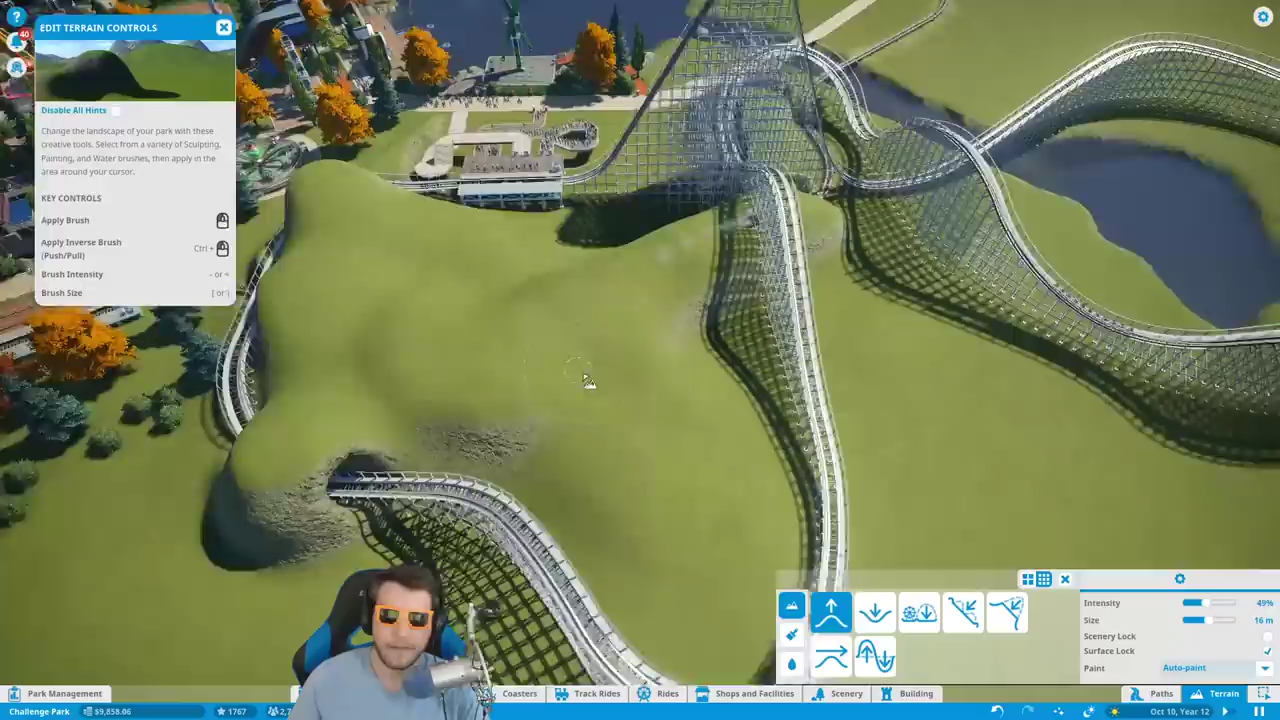 EDIT TERRAIN CONTROLS
40
Disable All Hints
Change the landscape of your park with these
creative tools. Select from a variety of Sculpting,
Painting, and Water brushes, then apply in the
area around your cursor.
KEY CONTROLS
Apply Brush
Apply Inverse Brush Ctrl +
(Push/Pull)
Brush Intensity - or =
Brush Size [ or ]
Intensity 49%
Size 16 m
Scenery Lock
Surface Lock
Paint Auto-paint
Park Management Coasters Track Rides Rides Shops and Facilities Scenery Building Paths Terrain
Challenge Park $9,858.06 1767 Oct 10, Year 12